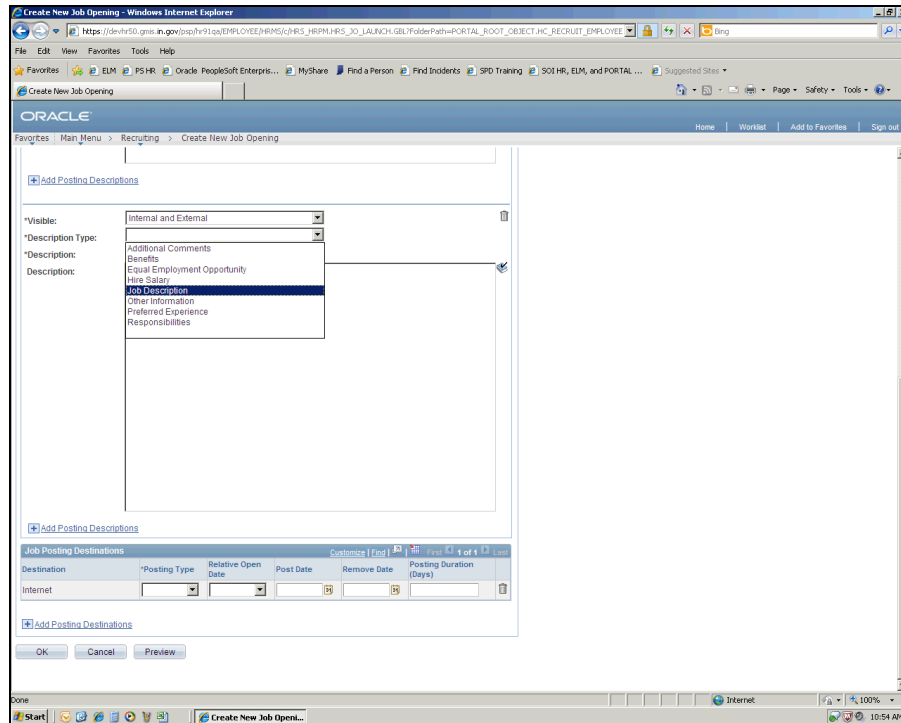 Create New Job Opening - Windows Internet Explorer
https://devhr50.gmis.in.gov/psp/hr91qa/EMPLOYEE/HRMS/c/HRS_HRPM.HRS_JO_LAUNCH.GBL?FolderPath=PORTAL_ROOT_OBJECT.HC_RECRUIT_EMPLOYEE Bing
File Edit View Favorites Tools Help
Favorites ELM PS HR Oracle PeopleSoft Enterpris... MyShare Find a Person Find Incidents SPD Training SOI HR, ELM, and PORTAL ... Suggested Sites
Create New Job Opening Page Safety Tools
ORACLE
Home | Worklist | Add to Favorites | Sign out
Favorites Main Menu > Recruiting > Create New Job Opening
Add Posting Descriptions
*Visible: Internal and External
*Description Type:
*Description:
Description:
Additional Comments
Benefits
Equal Employment Opportunity
Hire Salary
Job Description
Other Information
Preferred Experience
Responsibilities
Add Posting Descriptions
Job Posting Destinations Customize | Find | First 1 of 1 Last
Destination *Posting Type Relative Open Date Post Date Remove Date Posting Duration (Days)
Internet
Add Posting Destinations
OK Cancel Preview
Done Internet 100%
Start Create New Job Openi... 10:54 AM